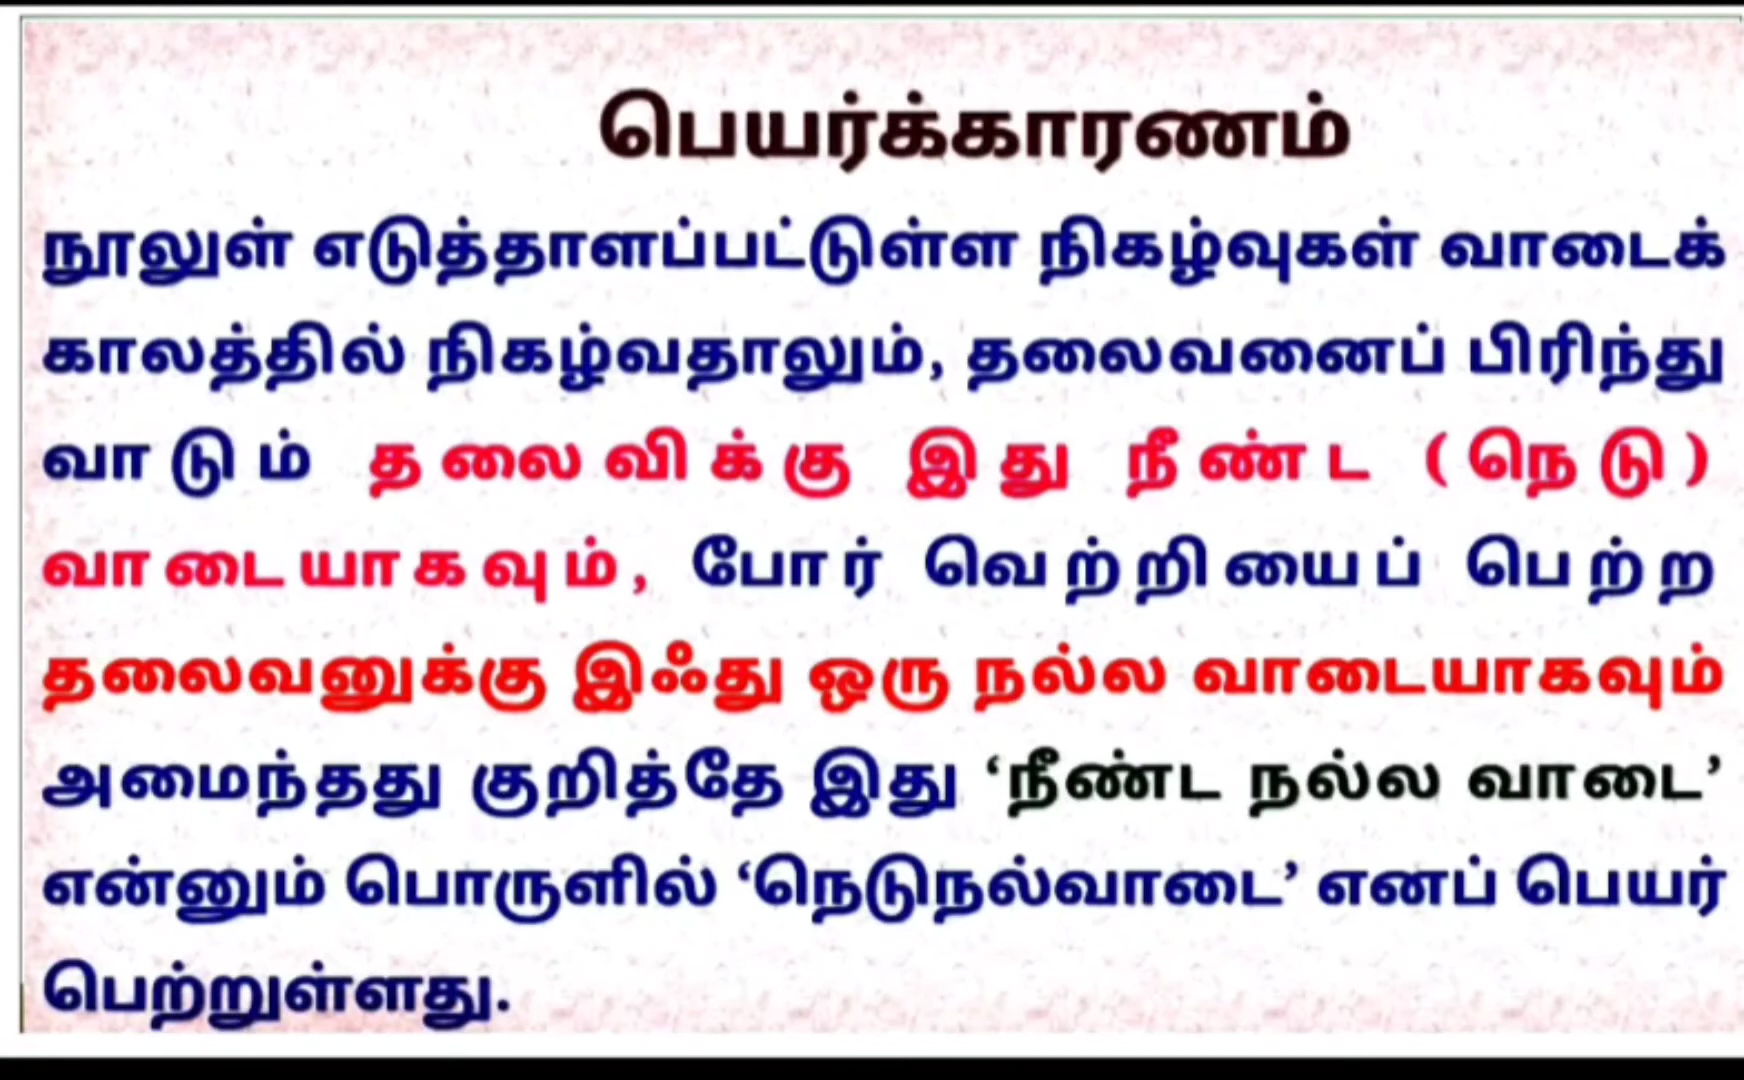 பெயர்க்காரணம்
நூலுள் எடுத்தாளப்பட்டுள்ள நிகழ்வுகள் வாடைக்
காலத்தில் நிகழ்வதாலும், தலைவனைப் பிரிந்து
வாடும் தலைவிக்கு இது நீண்ட (நெடு)
வாடையாகவும், போர் வெற்றியைப் பெற்ற
தலைவனுக்கு இஃது ஒரு நல்ல வாடையாகவும்
அமைந்தது குறித்தே இது ‘நீண்ட நல்ல வாடை’
என்னும் பொருளில் ‘நெடுநல்வாடை’ எனப் பெயர்
பெற்றுள்ளது.